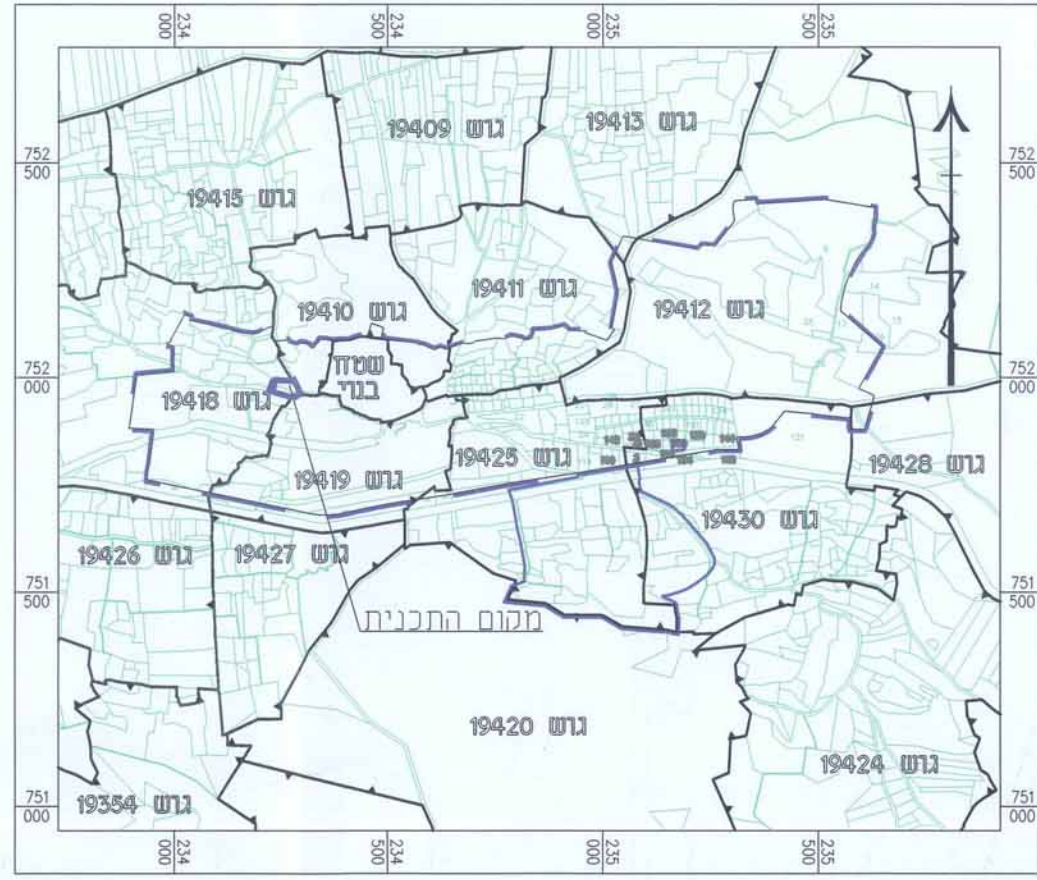 234 000
234 500
235 000
235 500
גוש 19413
גוש 19409
752 500
752 500
גוש 19415
גוש 19411
גוש 19410
גוש 19412
שטח
בנוי
752 000
752 000
גוש 19418
גוש 19425
גוש 19428
גוש 19419
גוש 19430
גוש 19427
גוש 19426
751 500
751 500
מקום התכנית
גוש 19420
גוש 19424
גוש 19354
751 000
751 000
234 000
234 500
235 000
235 500